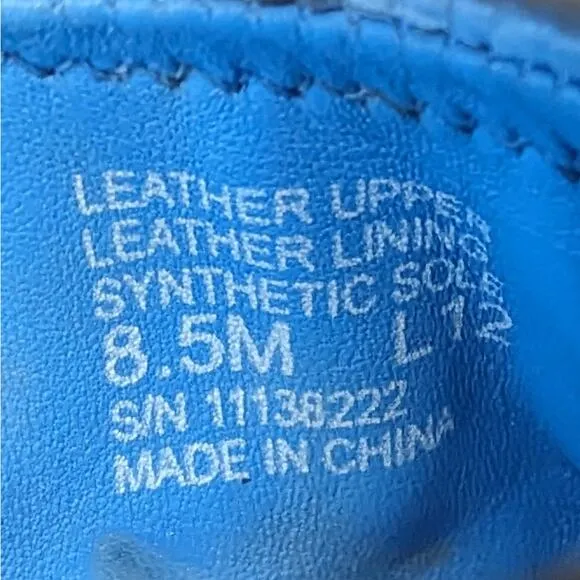 LEATHER UPPER
LEATHER LINING
SYNTHETIC SOLE
8.5M L12
S/N 11138222
MADE IN CHINA